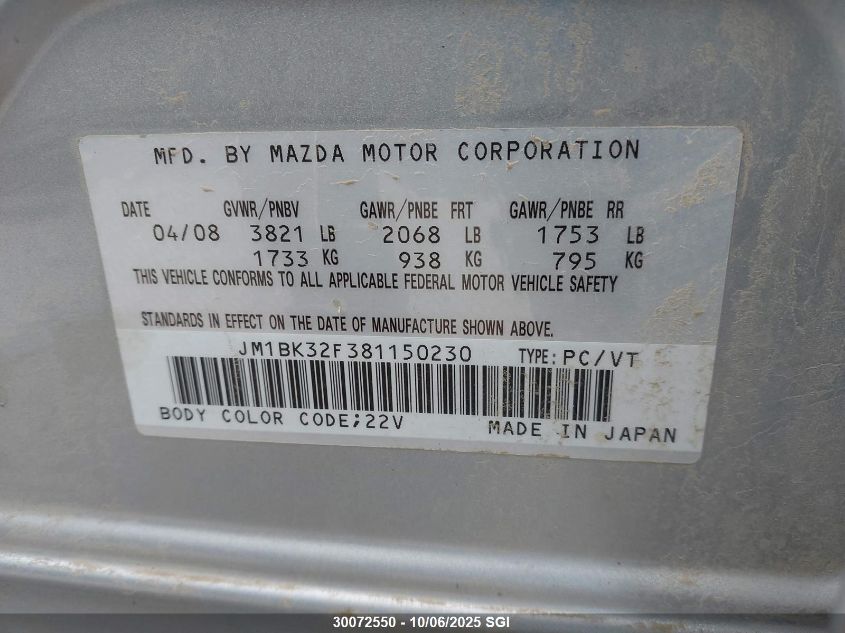 MFD. BY MAZDA MOTOR CORPORATION
DATE GVWR/PNBV GAWR/PNBE FRT GAWR/PNBE RR
04/08 3821 LB 2068 LB 1753 LB
1733 KG 938 KG 795 KG
THIS VEHICLE CONFORMS TO ALL APPLICABLE FEDERAL MOTOR VEHICLE SAFETY
STANDARDS IN EFFECT ON THE DATE OF MANUFACTURE SHOWN ABOVE.
JM1BK32F381150230 TYPE: PC/VT
BODY COLOR CODE;22V
MADE IN JAPAN
30072550 - 10/06/2025 SGI